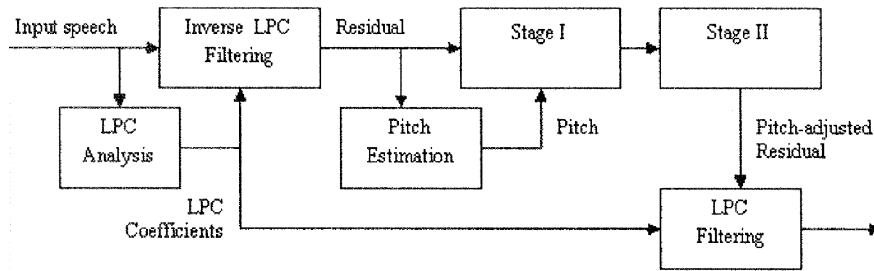 Input speech
Inverse LPC
Filtering
Residual
Stage I
Stage II
LPC
Analysis
Pitch
Estimation
Pitch
Pitch-adjusted
Residual
LPC
Coefficients
LPC
Filtering